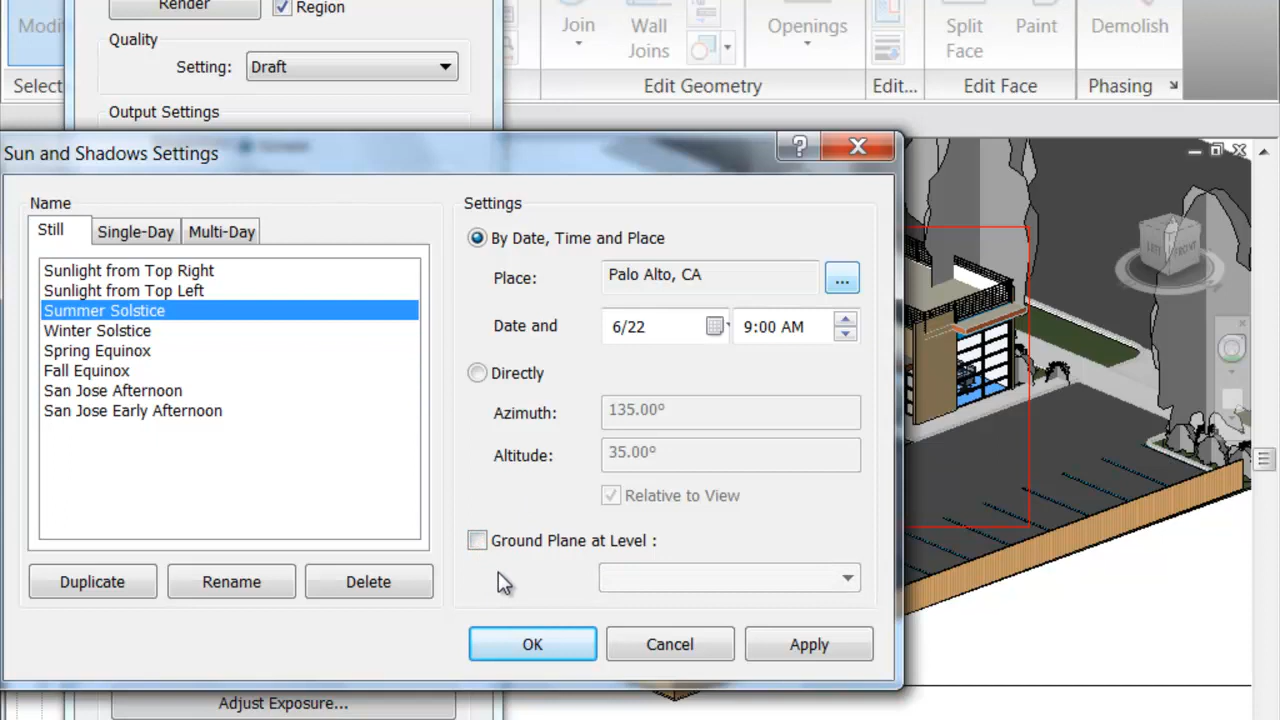 Render
Region
Quality
Setting:
Draft
Output Settings
Modi
Select
Join
Wall
Joins
Openings
Split
Face
Paint
Demolish
Edit Geometry
Edit...
Edit Face
Phasing
Sun and Shadows Settings
?
Name
Still
Single-Day
Multi-Day
Sunlight from Top Right
Sunlight from Top Left
Summer Solstice
Winter Solstice
Spring Equinox
Fall Equinox
San Jose Afternoon
San Jose Early Afternoon
Duplicate
Rename
Delete
Settings
By Date, Time and Place
Place:
Palo Alto, CA
...
Date and
6/22
9:00 AM
Directly
Azimuth:
135.00°
Altitude:
35.00°
Relative to View
Ground Plane at Level :
OK
Cancel
Apply
LEFT
FRONT
Adjust Exposure...